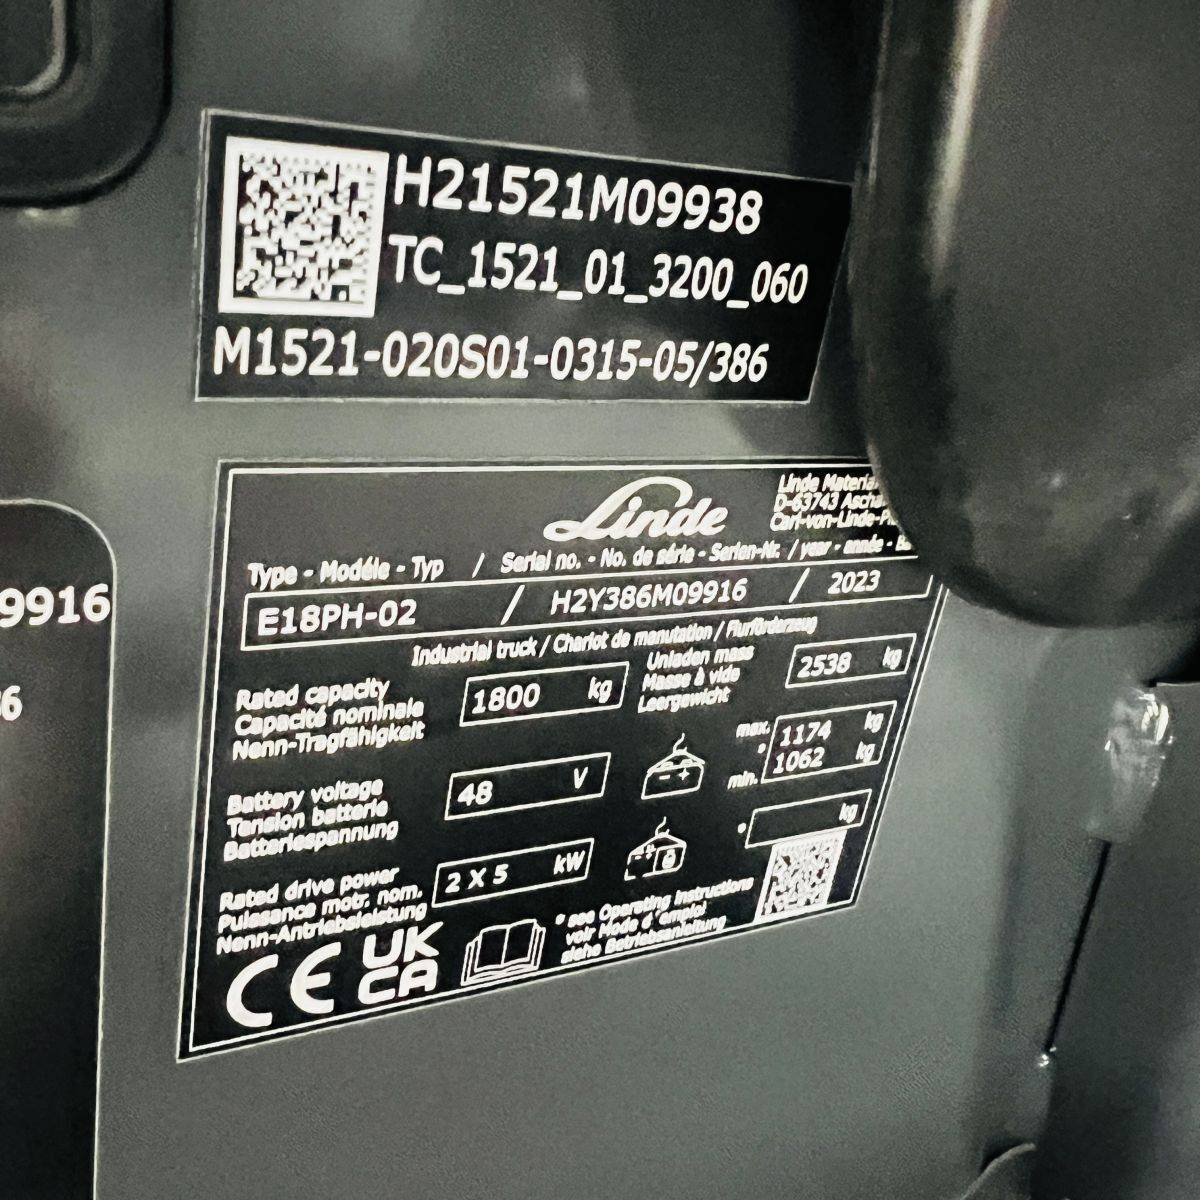 H21521M09938
TC_1521_01_3200_060
M1521-020S01-0315-05/386
Linde
Linde Material
D-63743
Carl-von-Linde-
Type - Modéle - Typ / Serial no. - No. de série - Serien-Nr. / year - année -
E18PH-02 / H2Y386M09916 / 2023
Industrial truck / Chariot de manutation / Flurförderzeug
Rated capacity
Capacité nominale
Nenn-Tragfähigkeit
1800 kg
Unladen mass
Masse à vide
Leergewicht
2538 kg
Battery voltage
Tension batterie
Batteriespannung
48 V
max. 1174 kg
*
min. 1062 kg
Rated drive power
Puissance motr. nom.
Nenn-Antriebsleistung
2 X 5 kW
* kg
CE
UK
CA
* see Operating Instructions
voir Mode d'emploi
siehe Betriebsanleitung
9916